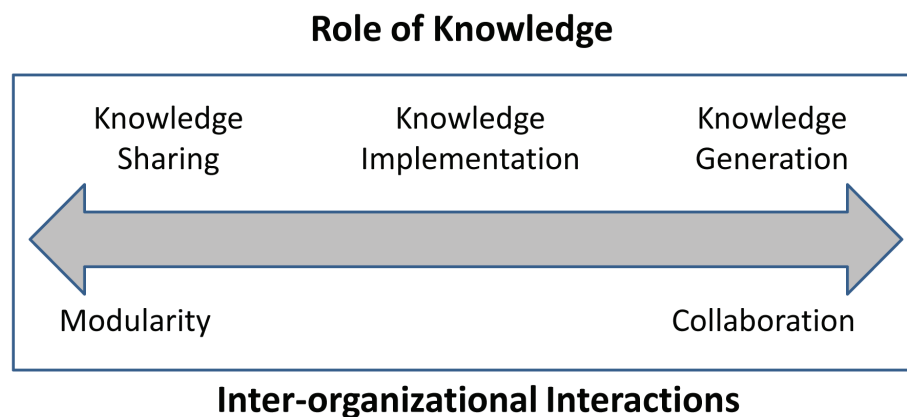 Role of Knowledge
Knowledge Sharing
Knowledge Implementation
Knowledge Generation
Modularity
Collaboration
Inter-organizational Interactions